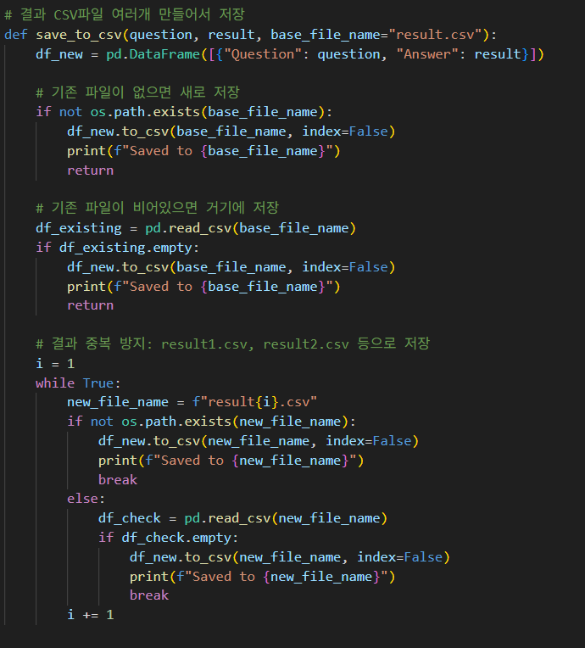 # 결과 CSV파일 여러개 만들어서 저장
def save_to_csv(question, result, base_file_name="result.csv"):
    df_new = pd.DataFrame([{"Question": question, "Answer": result}])

    # 기존 파일이 없으면 새로 저장
    if not os.path.exists(base_file_name):
        df_new.to_csv(base_file_name, index=False)
        print(f"Saved to {base_file_name}")
        return

    # 기존 파일이 비어있으면 거기에 저장
    df_existing = pd.read_csv(base_file_name)
    if df_existing.empty:
        df_new.to_csv(base_file_name, index=False)
        print(f"Saved to {base_file_name}")
        return

    # 결과 중복 방지: result1.csv, result2.csv 등으로 저장
    i = 1
    while True:
        new_file_name = f"result{i}.csv"
        if not os.path.exists(new_file_name):
            df_new.to_csv(new_file_name, index=False)
            print(f"Saved to {new_file_name}")
            break
        else:
            df_check = pd.read_csv(new_file_name)
            if df_check.empty:
                df_new.to_csv(new_file_name, index=False)
                print(f"Saved to {new_file_name}")
                break
        i += 1